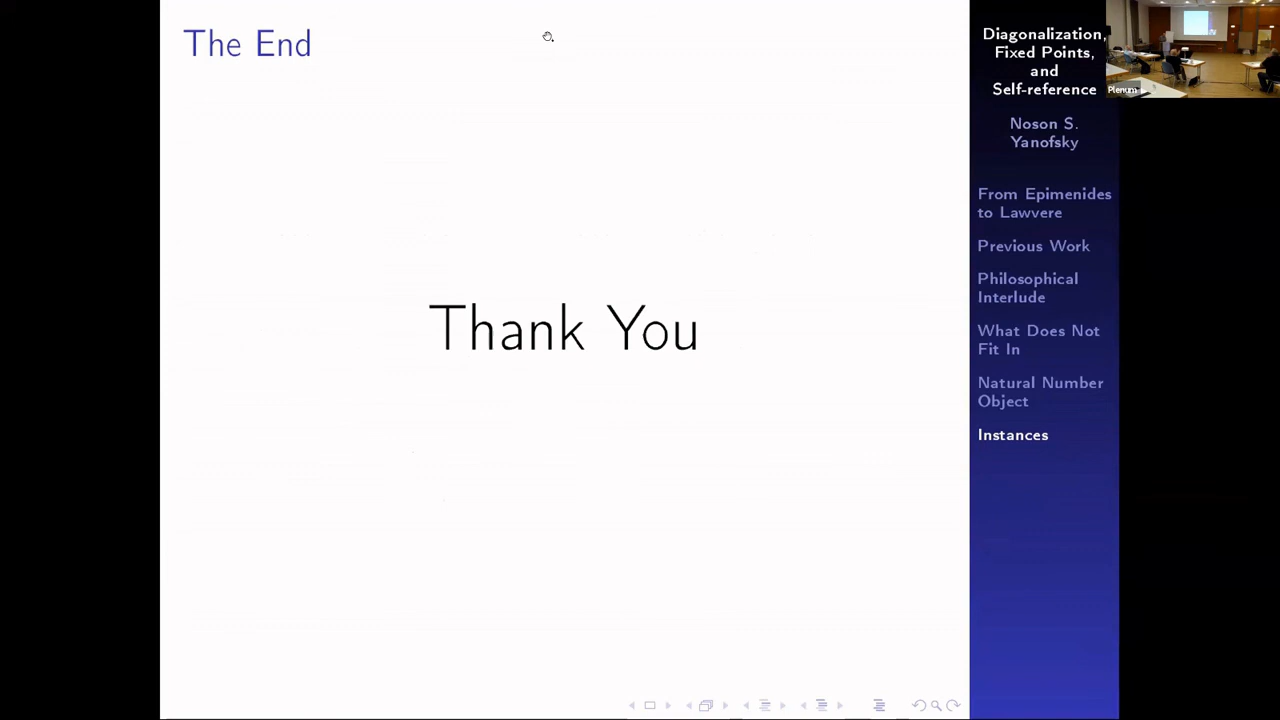 The End
Thank You
Diagonalization,
Fixed Points,
and
Self-reference
Noson S.
Yanofsky
From Epimenides
to Lawvere
Previous Work
Philosophical
Interlude
What Does Not
Fit In
Natural Number
Object
Instances
Plenum